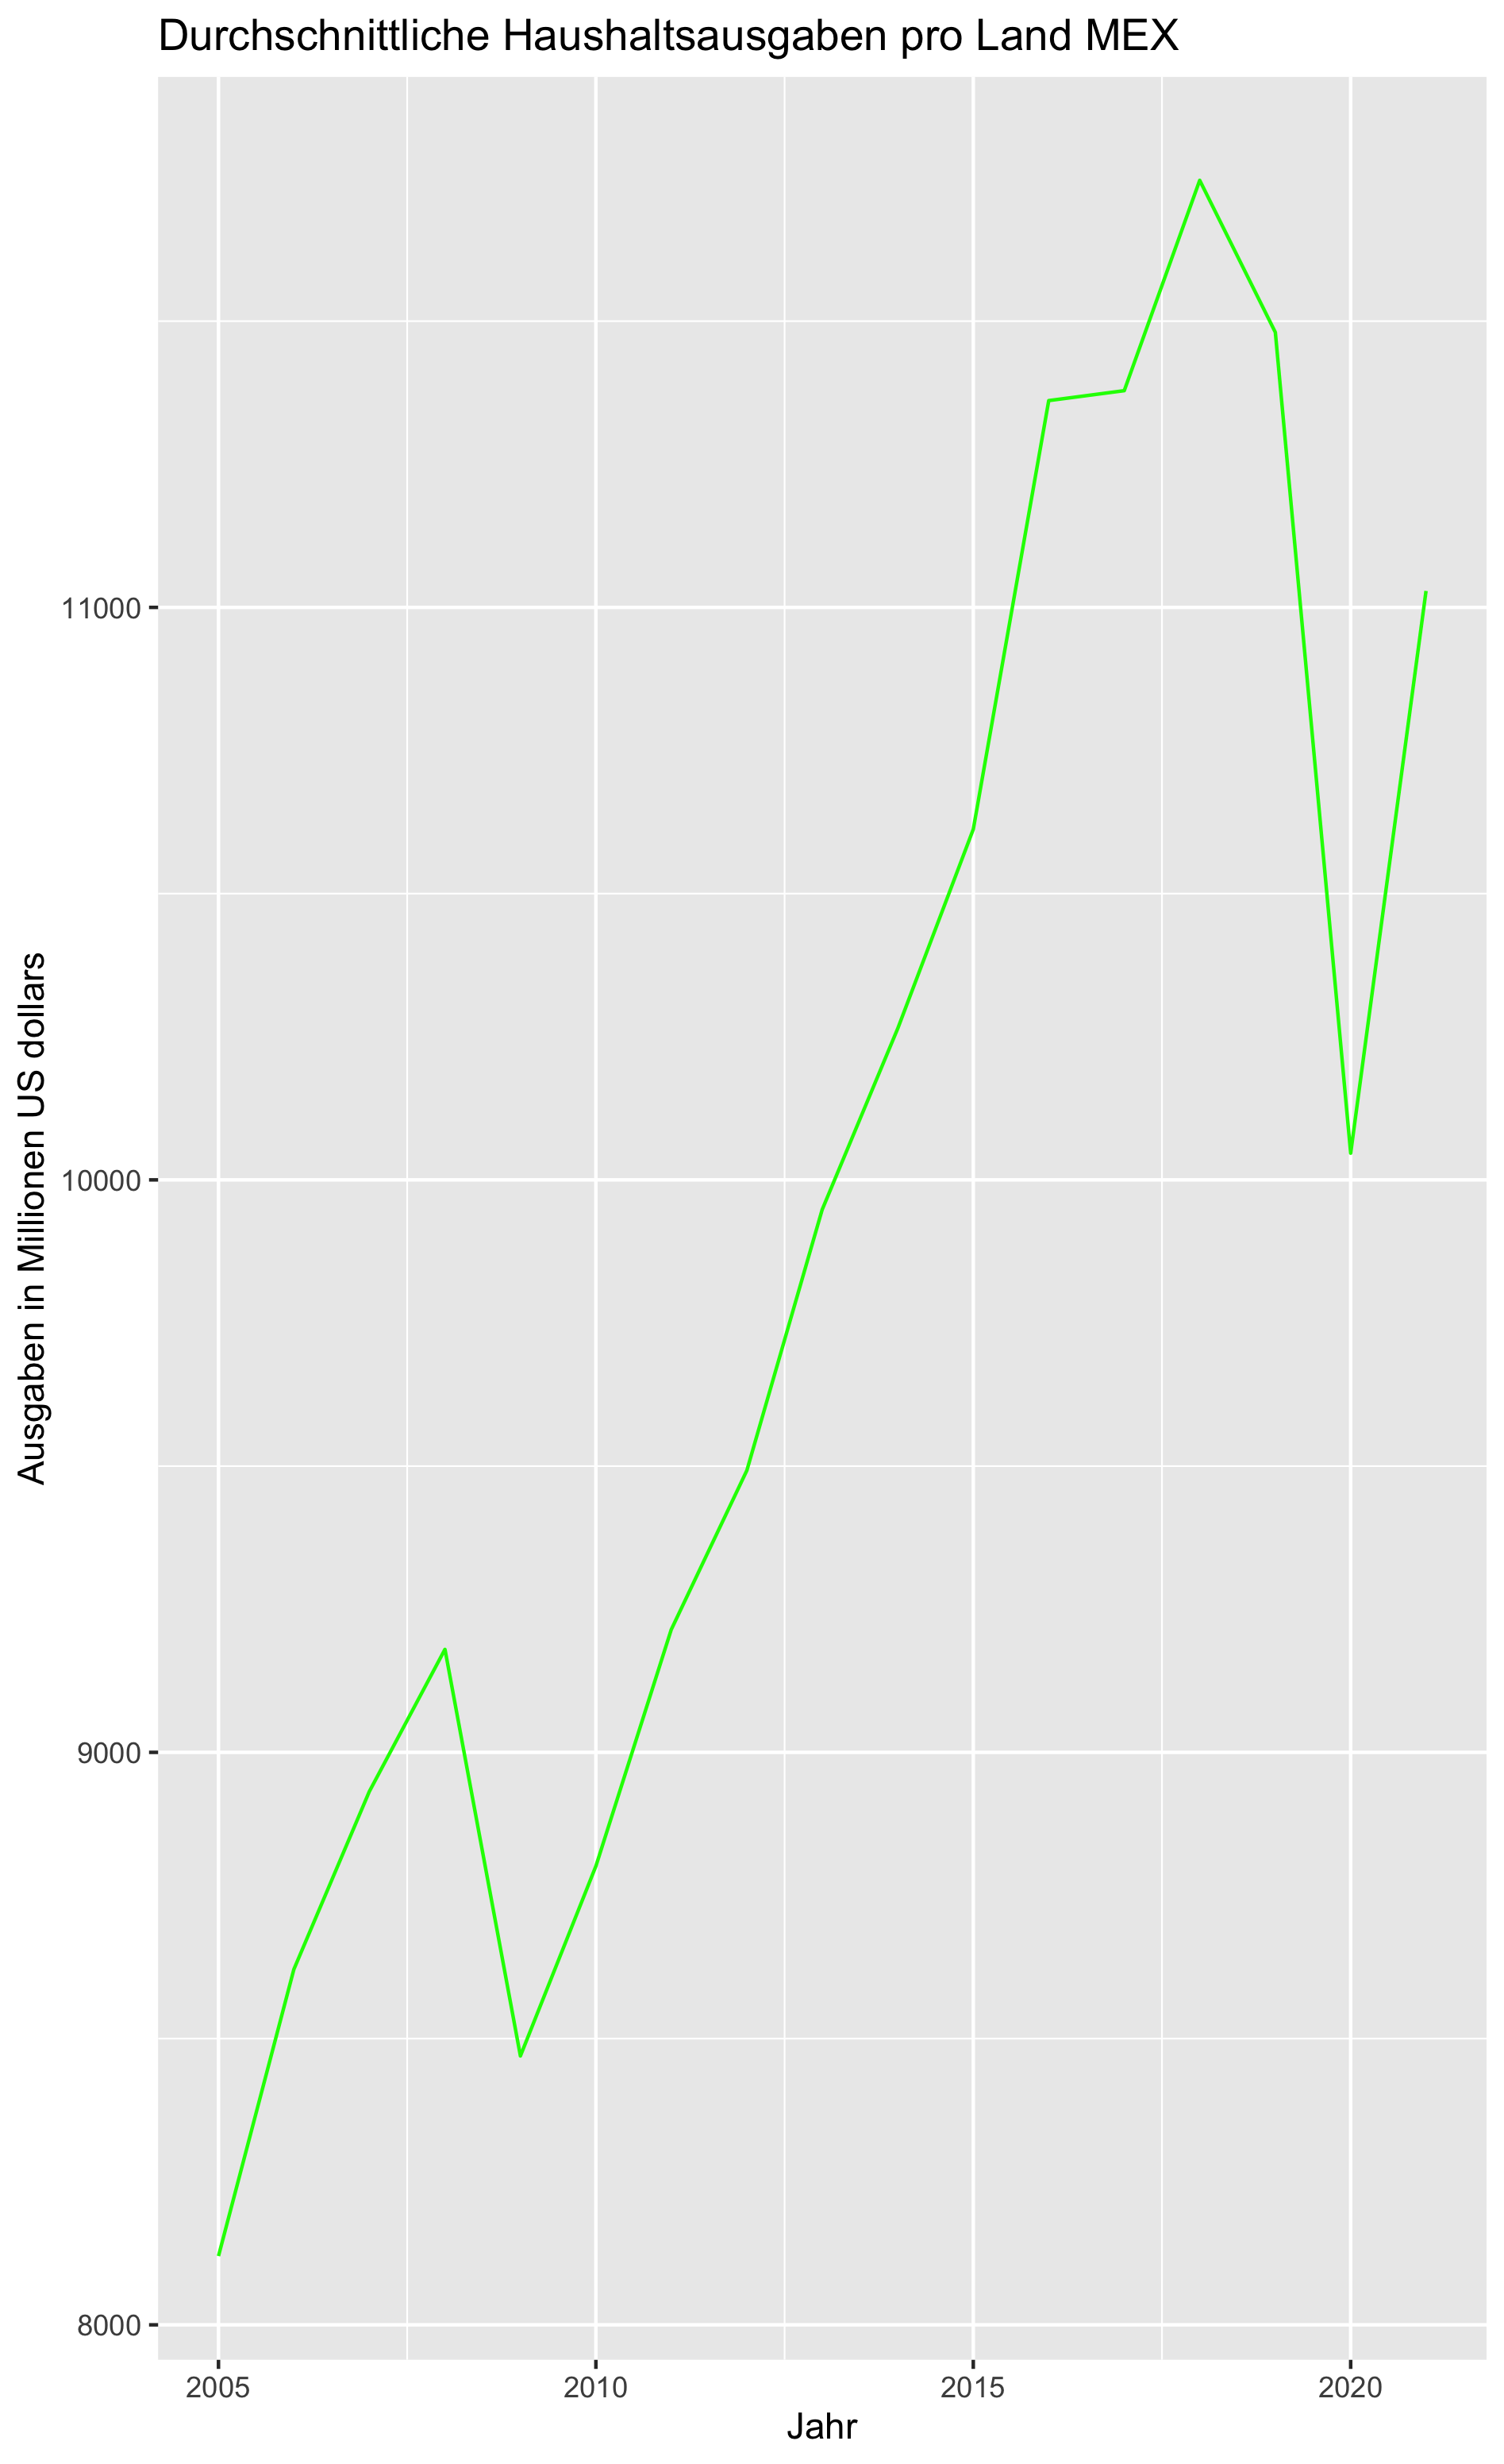 Durchschnittliche Haushaltsausgaben pro Land MEX
Ausgaben in Millionen US dollars
11000
10000
9000
8000
2005
2010
2015
2020
Jahr